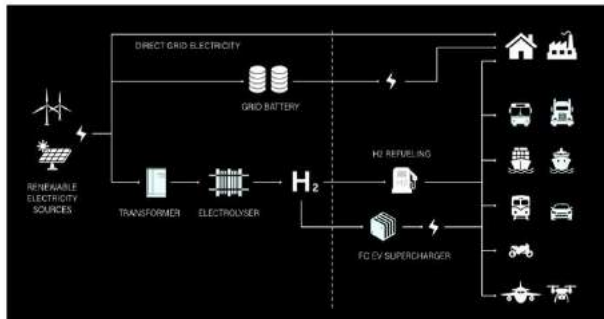 DIRECT GRID ELECTRICITY
GRID BATTERY
RENEWABLE
ELECTRICITY
SOURCES
TRANSFORMER
ELECTROLYSER
H₂
H2 REFUELING
FC EV SUPERCHARGER